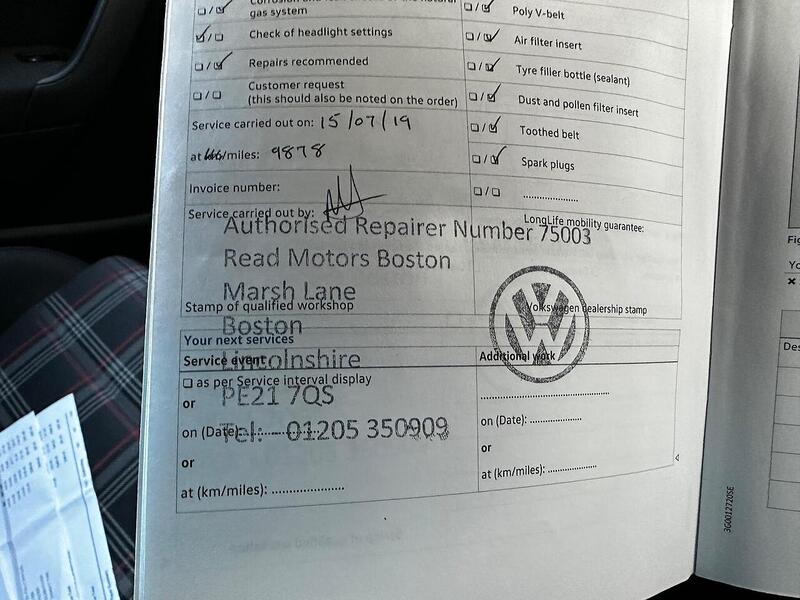 gas system
Check of headlight settings
Repairs recommended
Customer request
(this should also be noted on the order)
Service carried out on: 15/07/19
at km/miles: 9878
Invoice number:
Service carried out by:
Poly V-belt
Air filter insert
Tyre filler bottle (sealant)
Dust and pollen filter insert
Toothed belt
Spark plugs
....................
LongLife mobility guarantee:
Authorised Repairer Number 75003
Read Motors Boston
Marsh Lane
Boston
Lincolnshire
PE21 7QS
Tel: - 01205 350909
Stamp of qualified workshop
Volkswagen dealership stamp
Your next services
Service event
as per Service interval display
or
on (Date): ....................
or
at (km/miles): ....................
Additional work
........................................
on (Date): ................
or
at (km/miles): ................
3G0012720SE
Fig
Yo
Des